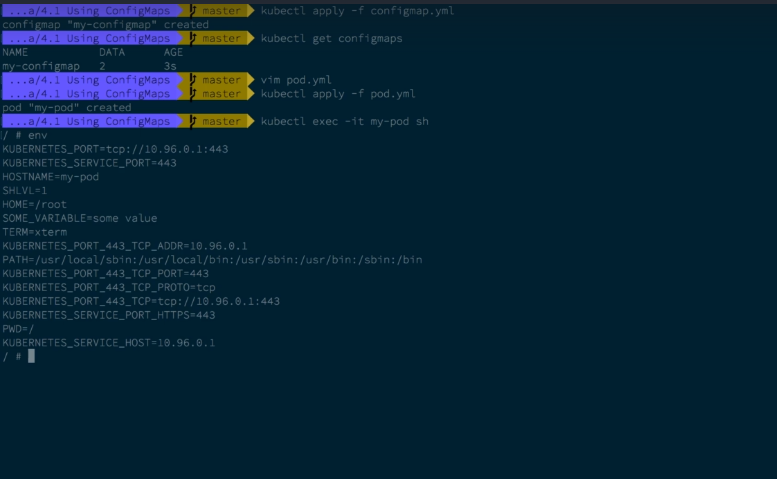 ...a/4.1 Using ConfigMaps master kubectl apply -f configmap.yml
configmap "my-configmap" created
...a/4.1 Using ConfigMaps master kubectl get configmaps
NAME DATA AGE
my-configmap 2 3s
...a/4.1 Using ConfigMaps master vim pod.yml
...a/4.1 Using ConfigMaps master kubectl apply -f pod.yml
pod "my-pod" created
...a/4.1 Using ConfigMaps master kubectl exec -it my-pod sh
/ # env
KUBERNETES_PORT=tcp://10.96.0.1:443
KUBERNETES_SERVICE_PORT=443
HOSTNAME=my-pod
SHLVL=1
HOME=/root
SOME_VARIABLE=some value
TERM=xterm
KUBERNETES_PORT_443_TCP_ADDR=10.96.0.1
PATH=/usr/local/sbin:/usr/local/bin:/usr/sbin:/usr/bin:/sbin:/bin
KUBERNETES_PORT_443_TCP_PORT=443
KUBERNETES_PORT_443_TCP_PROTO=tcp
KUBERNETES_PORT_443_TCP=tcp://10.96.0.1:443
KUBERNETES_SERVICE_PORT_HTTPS=443
PWD=/
KUBERNETES_SERVICE_HOST=10.96.0.1
/ #